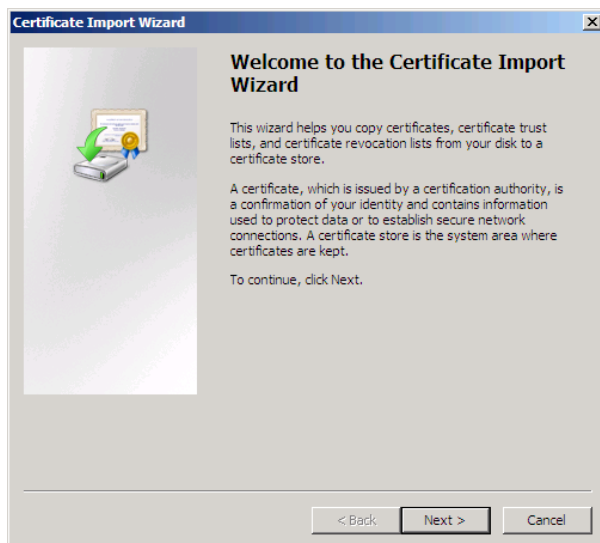 Certificate Import Wizard
Welcome to the Certificate Import
Wizard
This wizard helps you copy certificates, certificate trust
lists, and certificate revocation lists from your disk to a
certificate store.
A certificate, which is issued by a certification authority, is
a confirmation of your identity and contains information
used to protect data or to establish secure network
connections. A certificate store is the system area where
certificates are kept.
To continue, click Next.
< Back Next > Cancel